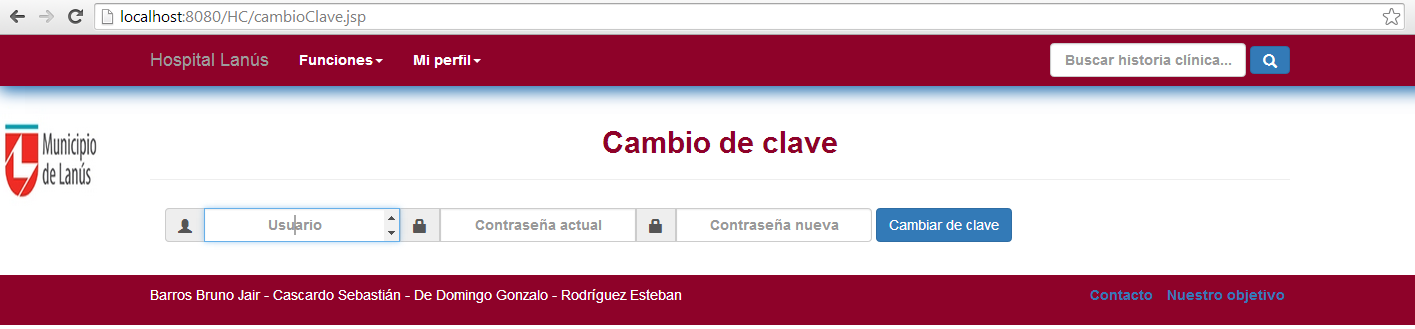 localhost:8080/HC/cambioClave.jsp
Hospital Lanús Funciones Mi perfil Buscar historia clínica...
Municipio
de Lanús
Cambio de clave
Usuario Contraseña actual Contraseña nueva Cambiar de clave
Barros Bruno Jair - Cascardo Sebastián - De Domingo Gonzalo - Rodríguez Esteban Contacto Nuestro objetivo